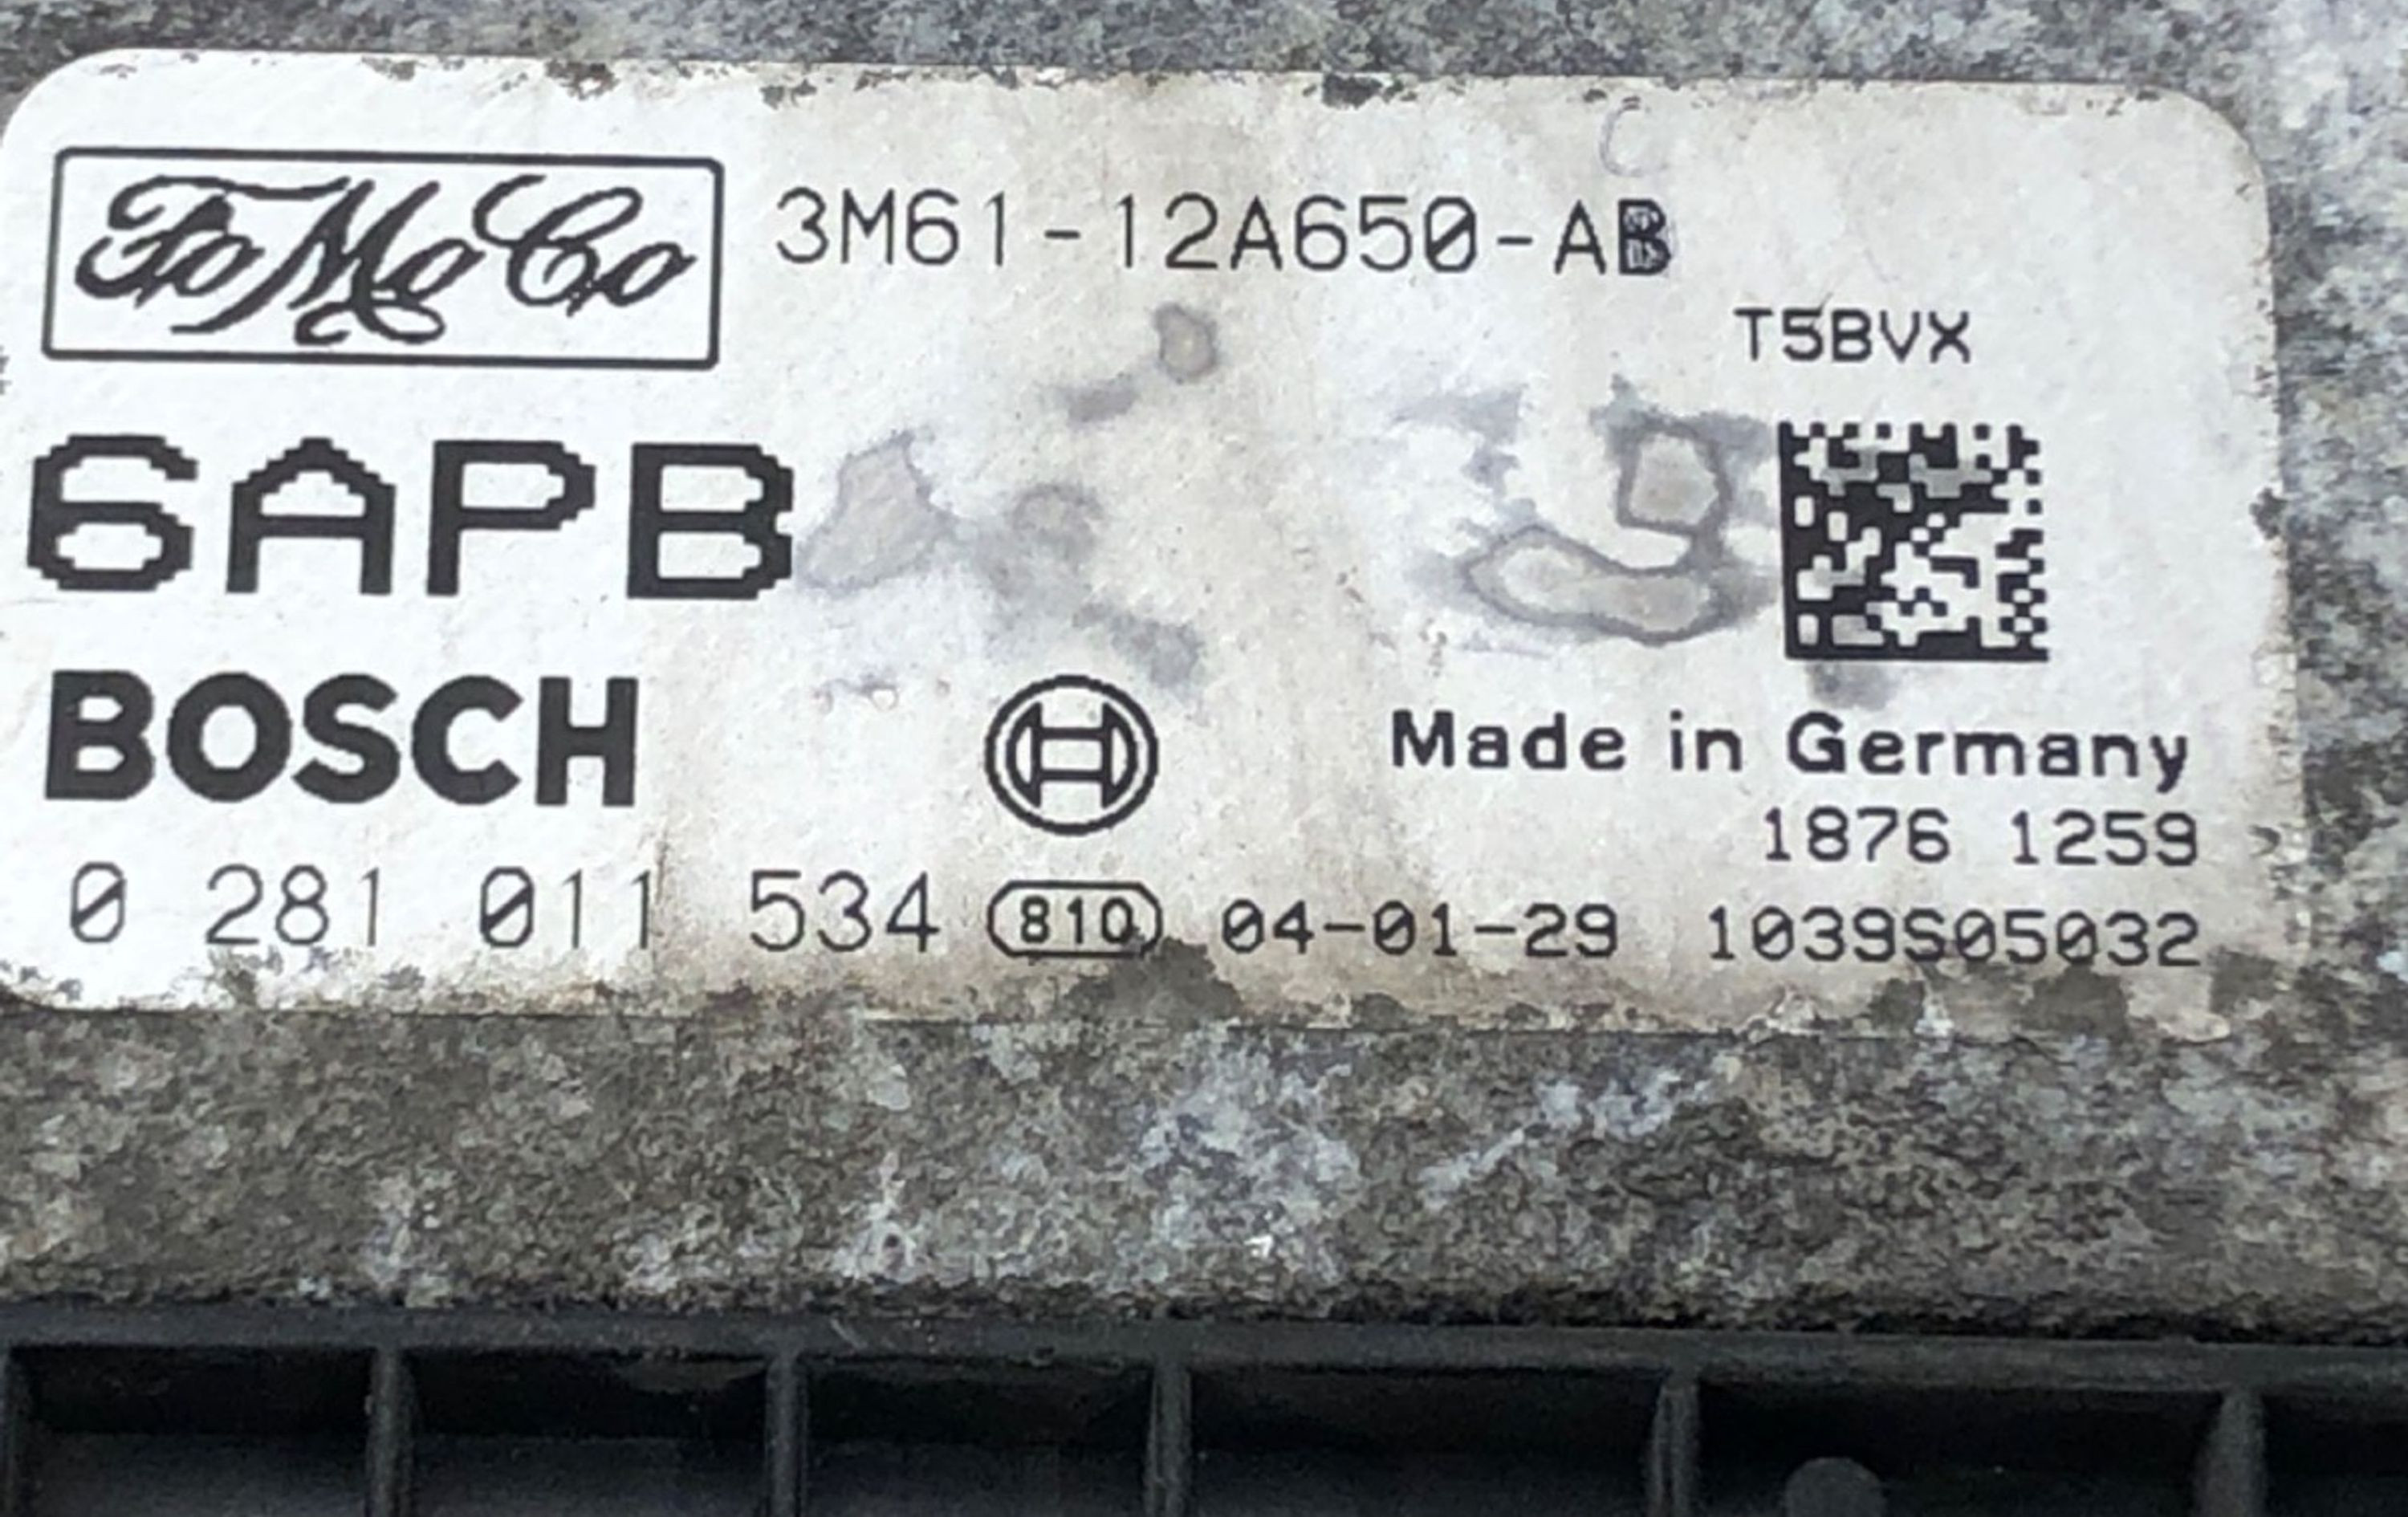 FoMoCo 3M61-12A650-AB
T5BVX
6APB
BOSCH
Made in Germany
1876 1259
0 281 011 534 810 04-01-29 1039S05032